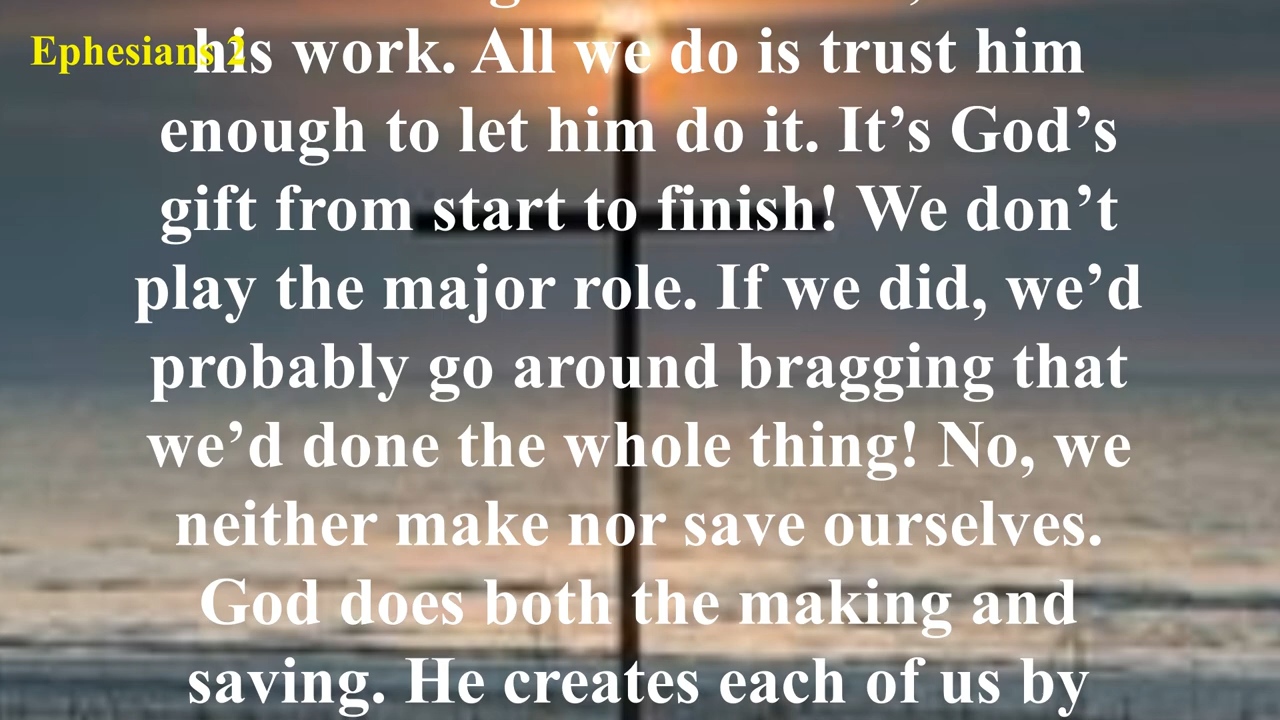 Ephesians 2
his work. All we do is trust him
enough to let him do it. It’s God’s
gift from start to finish! We don’t
play the major role. If we did, we’d
probably go around bragging that
we’d done the whole thing! No, we
neither make nor save ourselves.
God does both the making and
saving. He creates each of us by